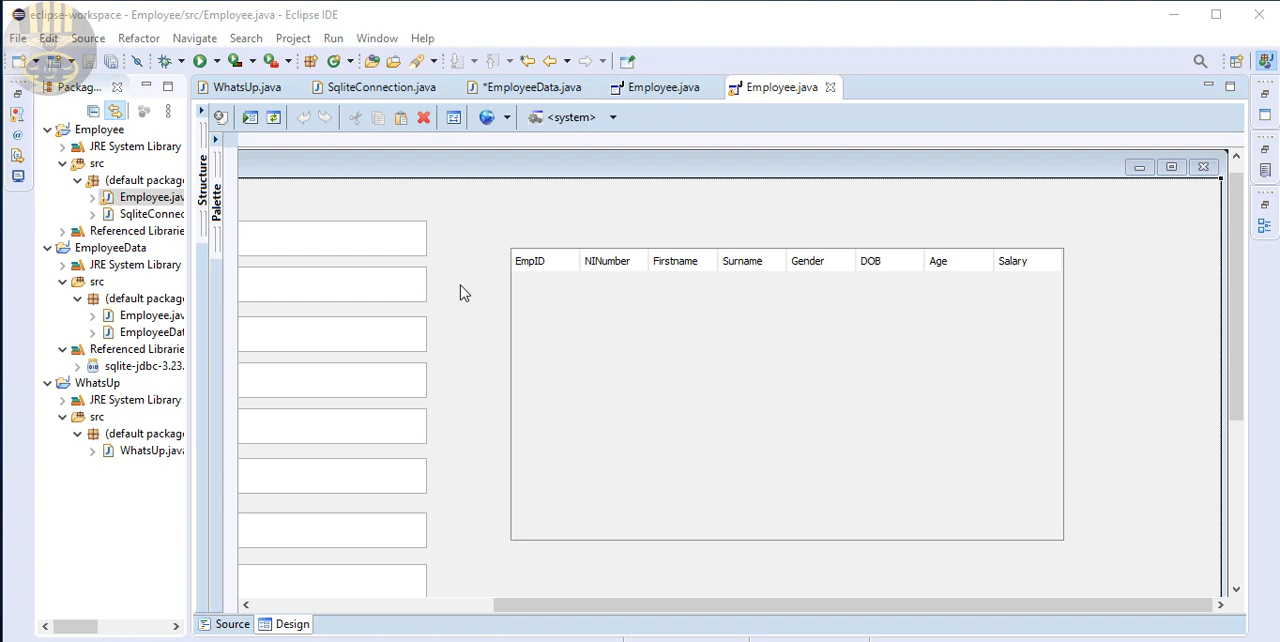 eclipse-workspace - Employee/src/Employee.java - Eclipse IDE
File Edit Source Refactor Navigate Search Project Run Window Help
Packag... WhatsUp.java SqliteConnection.java *EmployeeData.java Employee.java Employee.java
<system>
Employee
JRE System Library
src
(default package
Employee.jav
SqliteConnec
Referenced Librarie
EmployeeData
JRE System Library
src
(default package
Employee.jav
EmployeeDat
Referenced Librarie
sqlite-jdbc-3.23.
WhatsUp
JRE System Library
src
(default package
WhatsUp.java
Structure
Palette
EmpID NINumber Firstname Surname Gender DOB Age Salary
Source Design